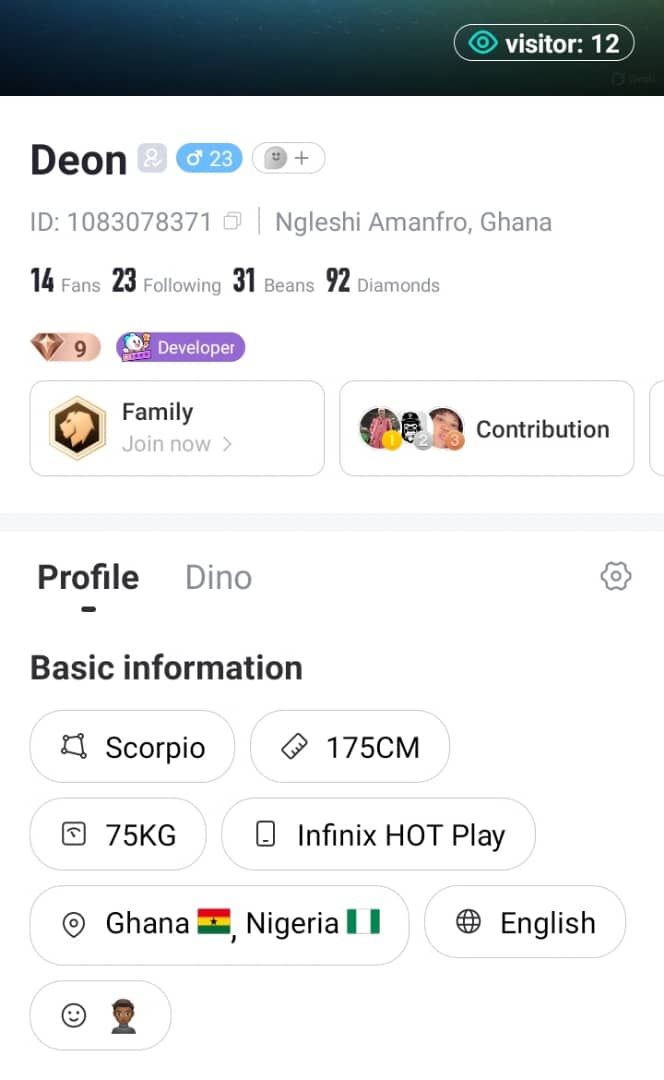 visitor: 12
Deon 23 +
ID: 1083078371 Ngleshi Amanfro, Ghana
14 Fans 23 Following 31 Beans 92 Diamonds
9 Developer
Family
Join now >
1 2 3 Contribution
Profile Dino
Basic information
Scorpio 175CM
75KG Infinix HOT Play
Ghana 🇬🇭, Nigeria 🇳🇬 English